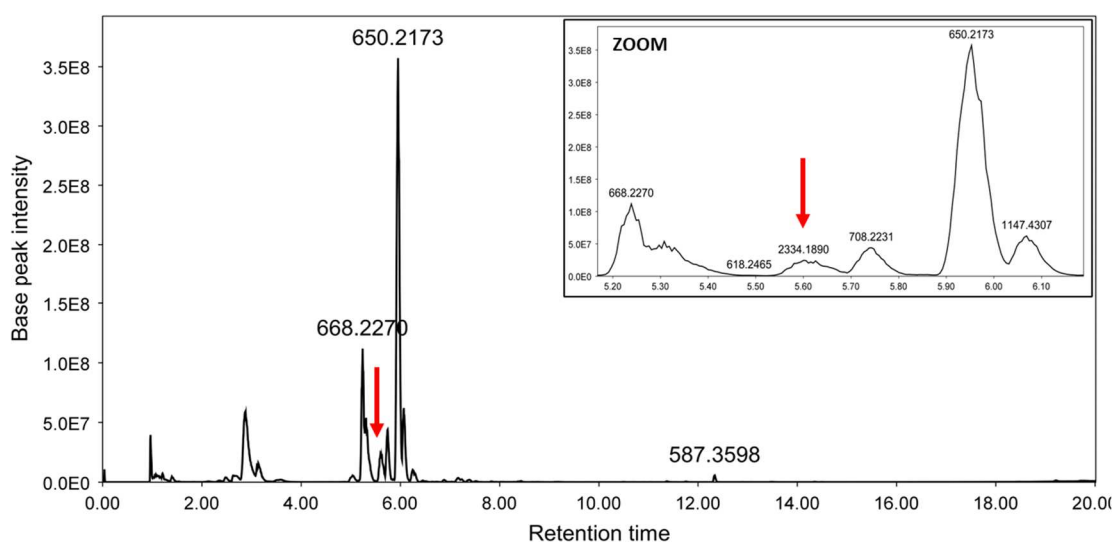 650.2173
3.5E8
3.0E8
2.5E8
2.0E8
1.5E8
1.0E8
5.0E7
0.0E0
Base peak intensity
668.2270
587.3598
0.00 2.00 4.00 6.00 8.00 10.00 12.00 14.00 16.00 18.00 20.00
Retention time
ZOOM
650.2173
3.5E8
3.0E8
2.5E8
2.0E8
1.5E8
1.0E8
5.0E7
0.0E0
668.2270
618.2465
2334.1890
708.2231
1147.4307
5.20 5.30 5.40 5.50 5.60 5.70 5.80 5.90 6.00 6.10